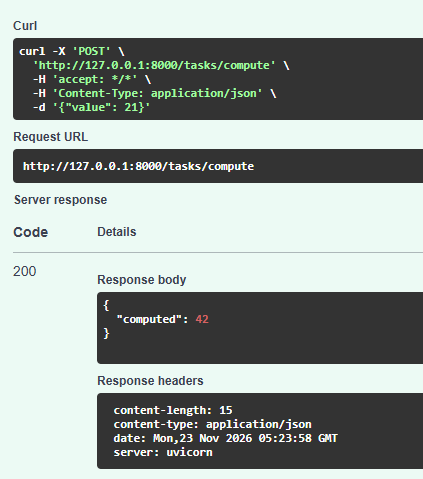 Curl
curl -X 'POST' \
  'http://127.0.0.1:8000/tasks/compute' \
  -H 'accept: */*' \
  -H 'Content-Type: application/json' \
  -d '{"value": 21}'
Request URL
http://127.0.0.1:8000/tasks/compute
Server response
Code Details
200
Response body
{
  "computed": 42
}
Response headers
content-length: 15
content-type: application/json
date: Mon,23 Nov 2026 05:23:58 GMT
server: uvicorn